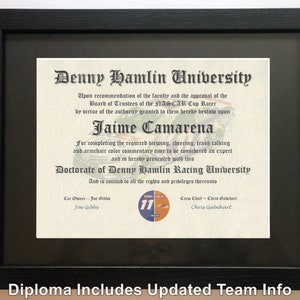 Denny Hamlin University
Upon recommendation of the faculty and the approval of the
Board of Trustees of the NASCAR Cup Racer
by virtue of the authority granted to them hereby bestow upon
Jaime Camarena
For completing the required viewing, cheering, trash talking
and armchair color commentary time to be considered an expert
and is hereby presented with this
Doctorate of Denny Hamlin Racing University
And is entitled to all the rights and privileges thereunto
Car Owner - Joe Gibbs
Crew Chief - Chris Gabehart
Joe Gibbs
11
Chris Gabehart
Diploma Includes Updated Team Info